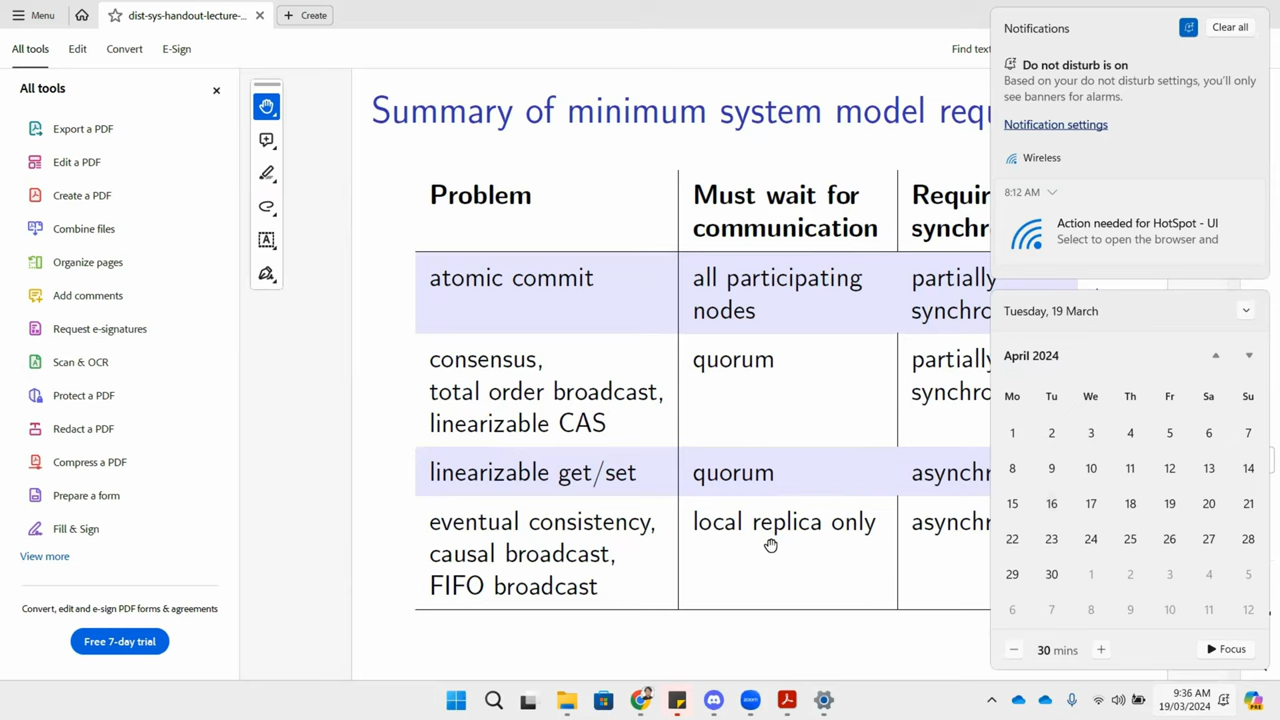 Menu
dist-sys-handout-lecture-...
Create
All tools
Edit
Convert
E-Sign
Find text
All tools
Export a PDF
Edit a PDF
Create a PDF
Combine files
Organize pages
Add comments
Request e-signatures
Scan & OCR
Protect a PDF
Redact a PDF
Compress a PDF
Prepare a form
Fill & Sign
View more
Convert, edit and e-sign PDF forms & agreements
Free 7-day trial
Summary of minimum system model requ
Problem
Must wait for
communication
Requir
synchr
atomic commit
all participating
nodes
partially
synchro
consensus,
total order broadcast,
linearizable CAS
quorum
partially
synchro
linearizable get/set
quorum
asynchr
eventual consistency,
causal broadcast,
FIFO broadcast
local replica only
asynchr
Notifications
Clear all
Do not disturb is on
Based on your do not disturb settings, you'll only
see banners for alarms.
Notification settings
Wireless
8:12 AM
Action needed for HotSpot - UI
Select to open the browser and
Tuesday, 19 March
April 2024
Mo Tu We Th Fr Sa Su
1 2 3 4 5 6 7
8 9 10 11 12 13 14
15 16 17 18 19 20 21
22 23 24 25 26 27 28
29 30 1 2 3 4 5
6 7 8 9 10 11 12
30 mins
Focus
zoom
9:36 AM
19/03/2024
PRE